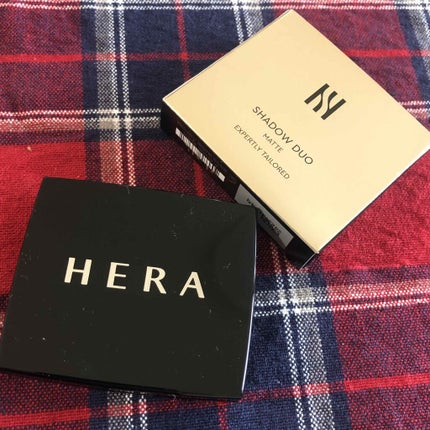 SHADOW DUO
MATTE
EXPERTLY TAILORED
HERA